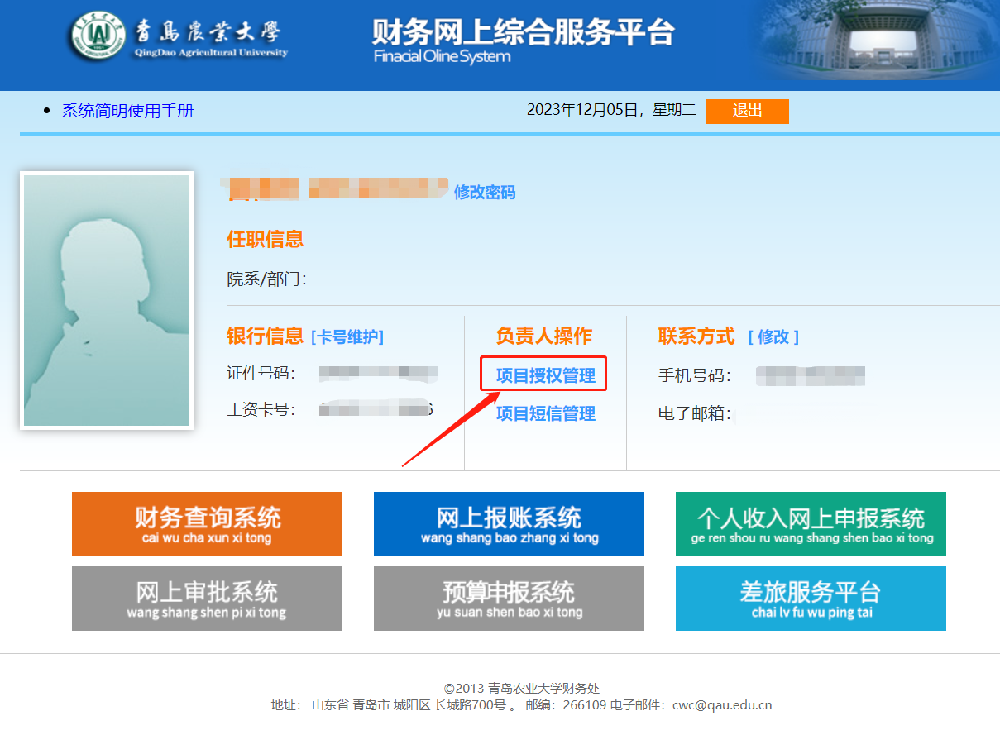 青岛农业大学
QingDao Agricultural University
财务网上综合服务平台
Finacial Oline System
系统简明使用手册
2023年12月05日，星期二 退出
修改密码
任职信息
院系/部门：
银行信息 [卡号维护]
证件号码：
工资卡号：
负责人操作
项目授权管理
项目短信管理
联系方式 [ 修改 ]
手机号码：
电子邮箱：
财务查询系统
cai wu cha xun xi tong
网上报账系统
wang shang bao zhang xi tong
个人收入网上申报系统
ge ren shou ru wang shang shen bao xi tong
网上审批系统
wang shang shen pi xi tong
预算申报系统
yu suan shen bao xi tong
差旅服务平台
chai lv fu wu ping tai
©2013 青岛农业大学财务处
地址： 山东省 青岛市 城阳区 长城路700号 。 邮编：266109 电子邮件：cwc@qau.edu.cn